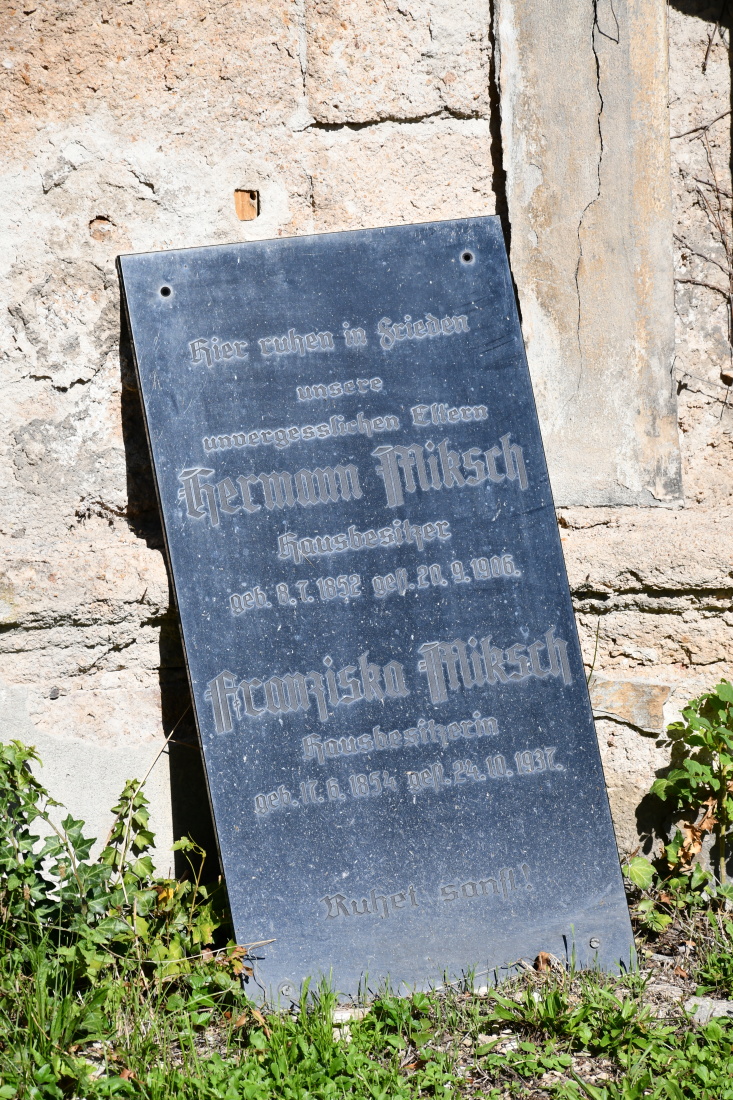 Hier ruhen in Frieden
unsere
unvergesslichen Eltern
Hermann Miksch
Hausbesitzer
geb. 8. 7. 1852 gest. 20. 9. 1906.
Franziska Miksch
Hausbesitzerin
geb. 17. 6. 1854 gest. 24. 10. 1937.
Ruhet sanft!